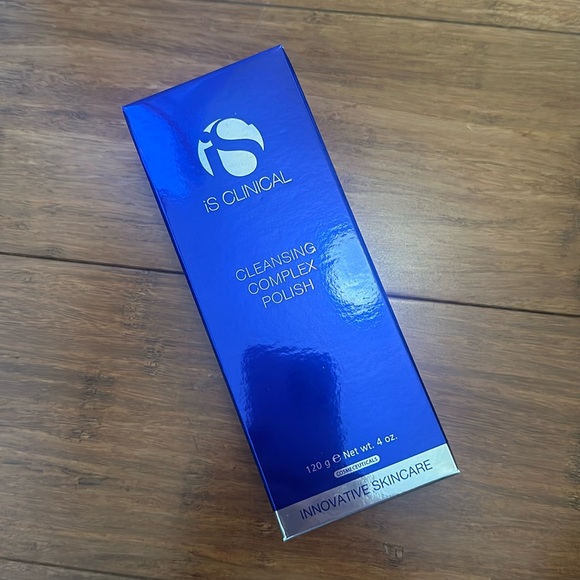 iS
iS CLINICAL
CLEANSING
COMPLEX
POLISH
120 g ℮ Net wt. 4 oz.
COSMECEUTICALS
INNOVATIVE SKINCARE